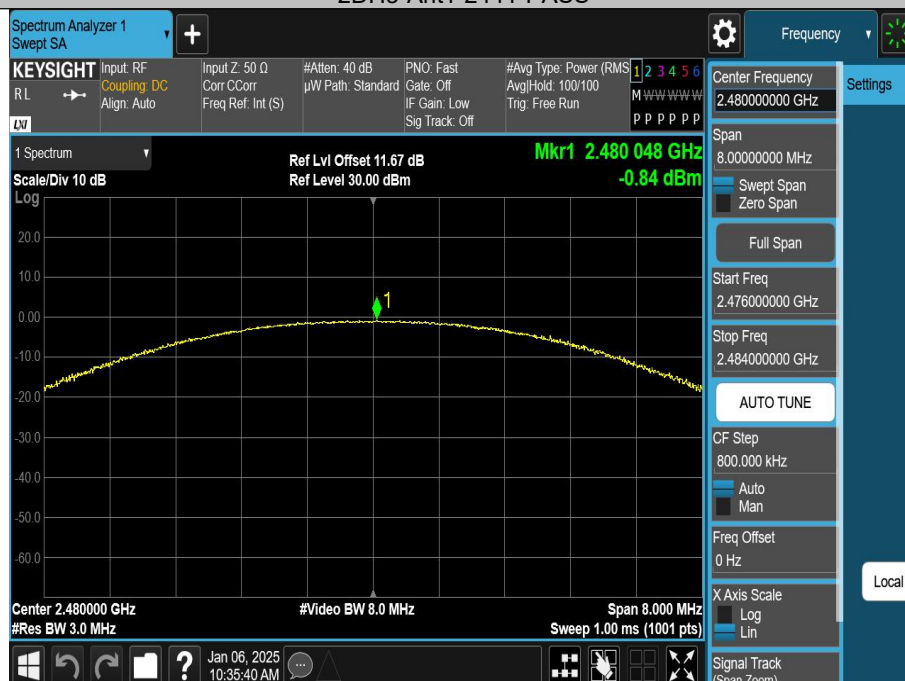 Spectrum Analyzer 1
Swept SA
Frequency
KEYSIGHT
RL
LXI
Input: RF
Coupling: DC
Align: Auto
Input Z: 50 Ω
Corr CCorr
Freq Ref: Int (S)
#Atten: 40 dB
µW Path: Standard
PNO: Fast
Gate: Off
IF Gain: Low
Sig Track: Off
#Avg Type: Power (RMS
Avg|Hold: 100/100
Trig: Free Run
1 2 3 4 5 6
M W W W W W
P P P P P P
Center Frequency
2.480000000 GHz
Settings
1 Spectrum
Scale/Div 10 dB
Log
Ref Lvl Offset 11.67 dB
Ref Level 30.00 dBm
Mkr1 2.480 048 GHz
-0.84 dBm
Span
8.00000000 MHz
Swept Span
Zero Span
Full Span
Start Freq
2.476000000 GHz
Stop Freq
2.484000000 GHz
AUTO TUNE
CF Step
800.000 kHz
Auto
Man
Freq Offset
0 Hz
X Axis Scale
Log
Lin
Signal Track
(Span Zoom)
Local
20.0
10.0
0.00
-10.0
-20.0
-30.0
-40.0
-50.0
-60.0
1
Center 2.480000 GHz
#Res BW 3.0 MHz
#Video BW 8.0 MHz
Span 8.000 MHz
Sweep 1.00 ms (1001 pts)
?
Jan 06, 2025
10:35:40 AM